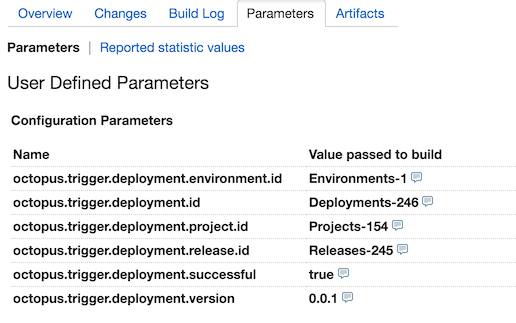 Overview Changes Build Log Parameters Artifacts
Parameters | Reported statistic values
User Defined Parameters
Configuration Parameters
Name Value passed to build
octopus.trigger.deployment.environment.id Environments-1
octopus.trigger.deployment.id Deployments-246
octopus.trigger.deployment.project.id Projects-154
octopus.trigger.deployment.release.id Releases-245
octopus.trigger.deployment.successful true
octopus.trigger.deployment.version 0.0.1